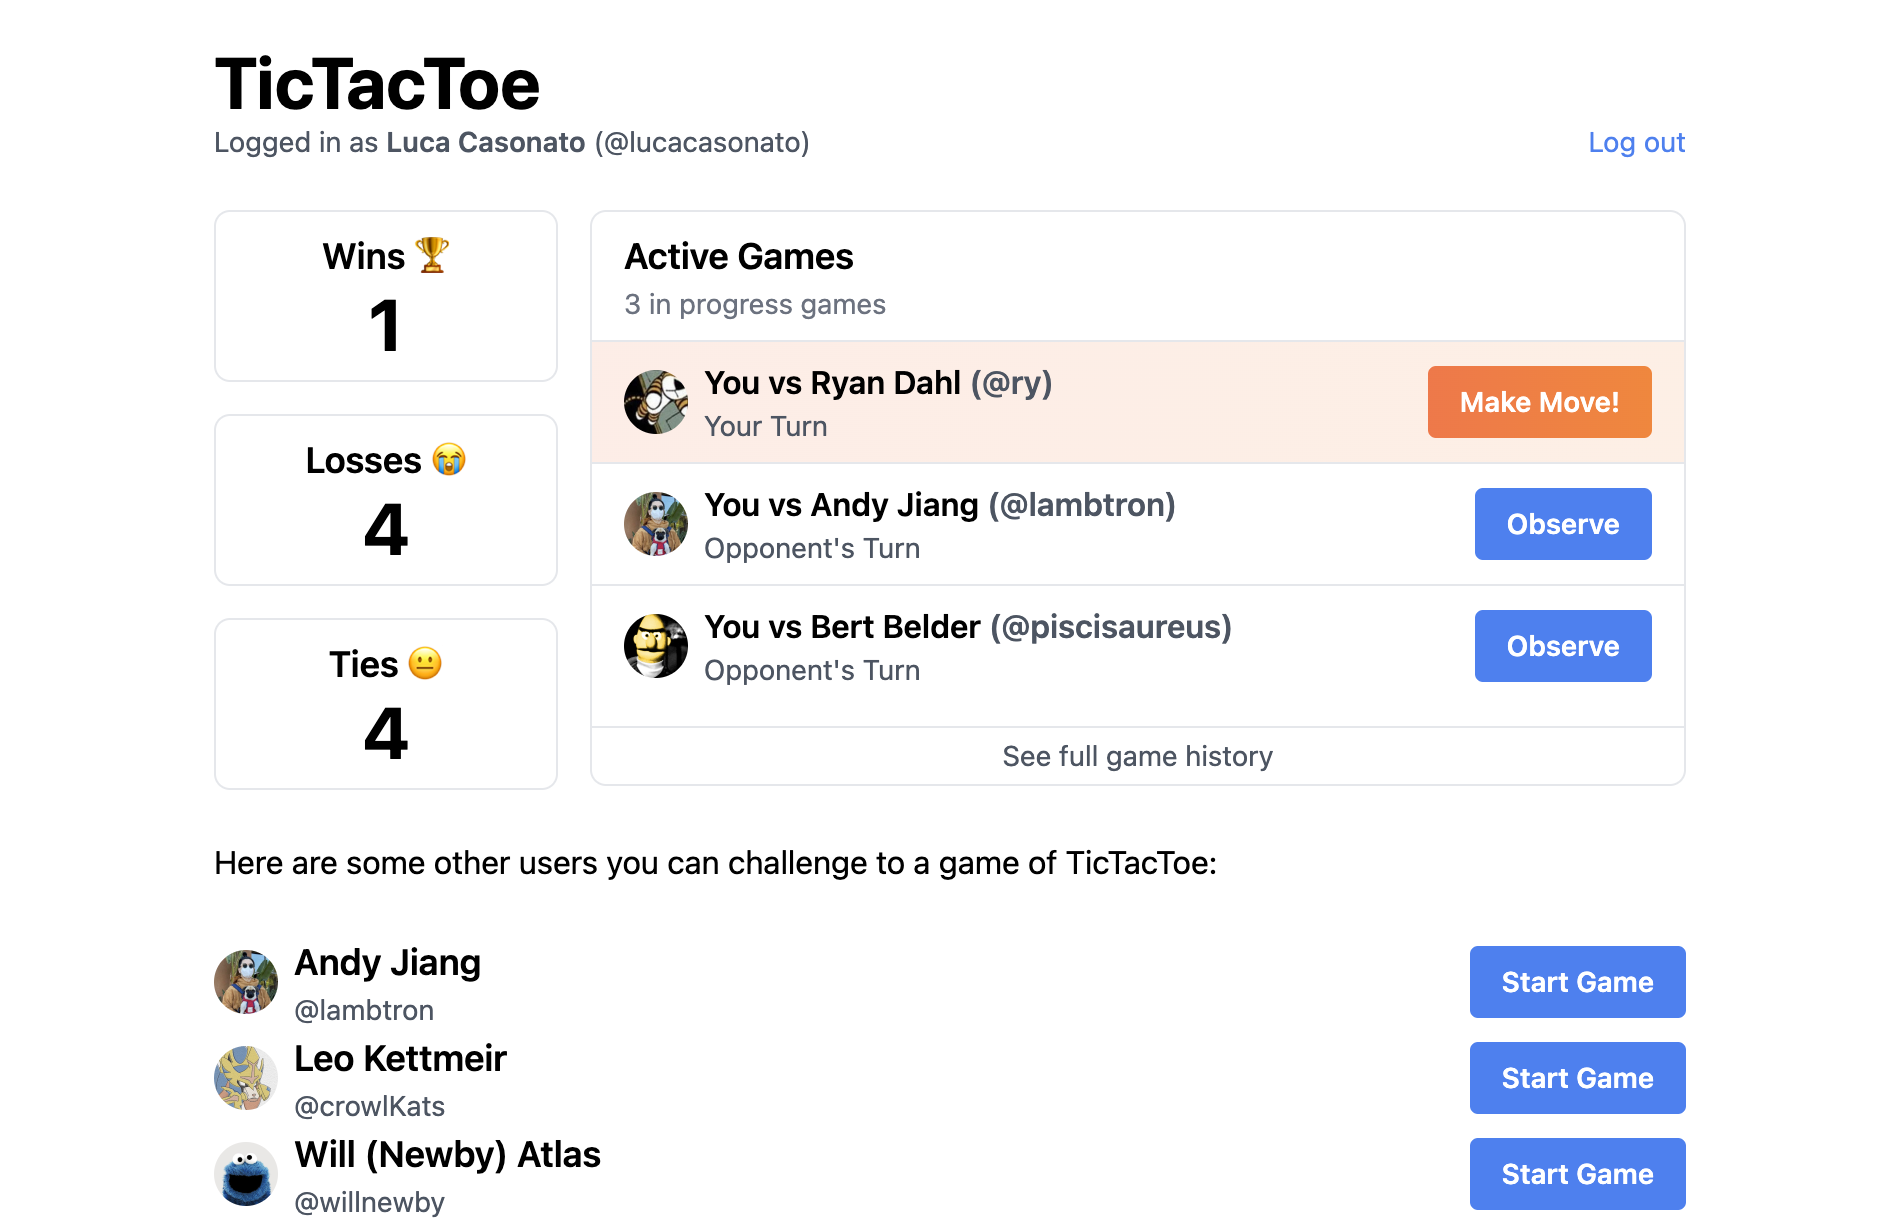 TicTacToe
Logged in as Luca Casonato (@lucacasonato)
Log out
Wins 🏆
1
Losses 😭
4
Ties 😐
4
Active Games
3 in progress games
You vs Ryan Dahl (@ry)
Your Turn
Make Move!
You vs Andy Jiang (@lambtron)
Opponent's Turn
Observe
You vs Bert Belder (@piscisaureus)
Opponent's Turn
Observe
See full game history
Here are some other users you can challenge to a game of TicTacToe:
Andy Jiang
@lambtron
Start Game
Leo Kettmeir
@crowlKats
Start Game
Will (Newby) Atlas
@willnewby
Start Game